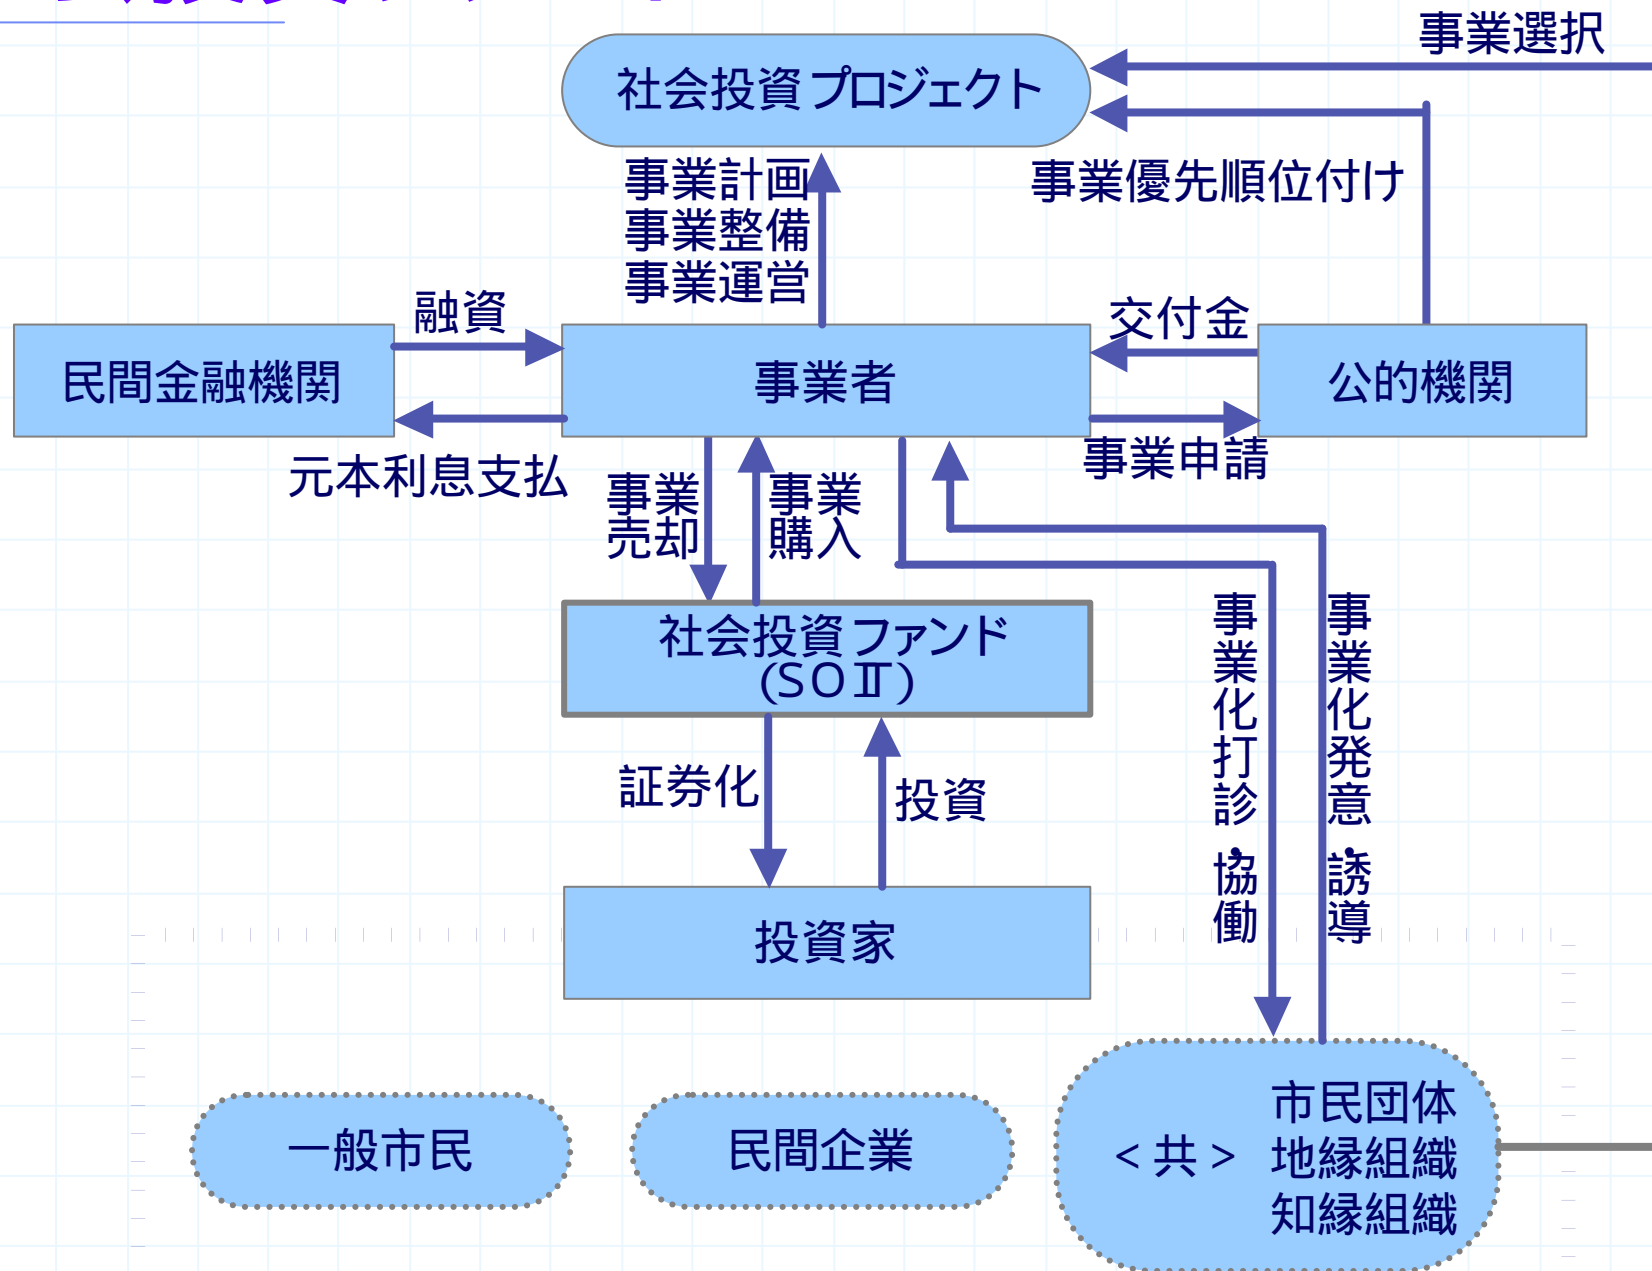 事業選択
社会投資プロジェクト
事業計画
事業整備
事業運営
事業優先順位付け
融資
交付金
民間金融機関
事業者
公的機関
元本利息支払
事業申請
事業
売却
事業
購入
社会投資ファンド
(SOⅡ)
事業化打診・協働
事業化発意・誘導
証券化
投資
投資家
一般市民
民間企業
<共>
市民団体
地縁組織
知縁組織